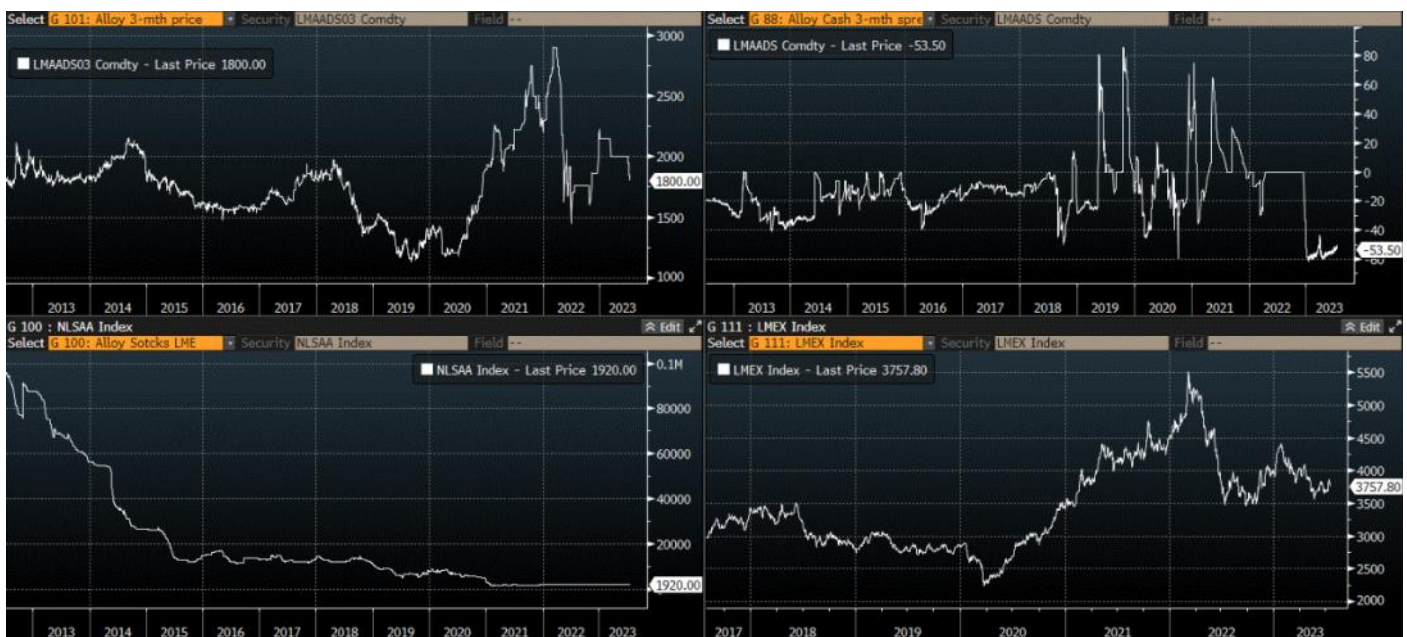 Select G 101: Alloy 3-mth price Security LMAADS03 Comdty Field --
LMAADS03 Comdty - Last Price 1800.00
3000
2500
2000
1800.00
1500
1000
2013 2014 2015 2016 2017 2018 2019 2020 2021 2022 2023
Select G 88: Alloy Cash 3-mth spre Security LMAADS Comdty Field --
LMAADS Comdty - Last Price -53.50
80
60
40
20
0
-20
-40
-53.50
-60
2013 2014 2015 2016 2017 2018 2019 2020 2021 2022 2023
G 100 : NLSAA Index Edit
Select G 100: Alloy Sotcks LME Security NLSAA Index Field --
NLSAA Index - Last Price 1920.00
0.1M
80000
60000
40000
20000
1920.00
2013 2014 2015 2016 2017 2018 2019 2020 2021 2022 2023
G 111 : LMEX Index Edit
Select G 111: LMEX Index Security LMEX Index Field --
LMEX Index - Last Price 3757.80
5500
5000
4500
4000
3757.80
3500
3000
2500
2000
2017 2018 2019 2020 2021 2022 2023